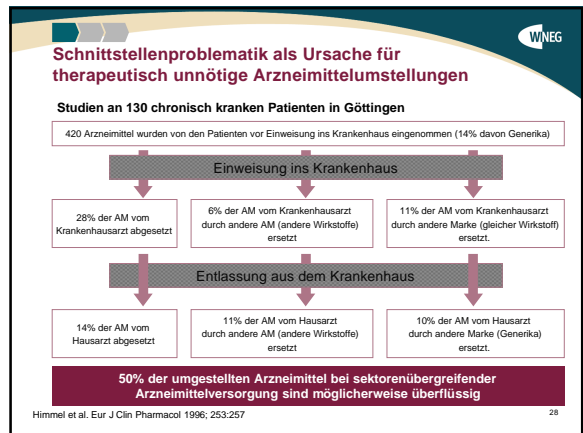 WINEG
Schnittstellenproblematik als Ursache für
therapeutisch unnötige Arzneimittelumstellungen
Studien an 130 chronisch kranken Patienten in Göttingen
420 Arzneimittel wurden von den Patienten vor Einweisung ins Krankenhaus eingenommen (14% davon Generika)
Einweisung ins Krankenhaus
28% der AM vom
Krankenhausarzt abgesetzt
6% der AM vom Krankenhausarzt
durch andere AM (andere Wirkstoffe)
ersetzt
11% der AM vom Krankenhausarzt
durch andere Marke (gleicher Wirkstoff)
ersetzt.
Entlassung aus dem Krankenhaus
14% der AM vom
Hausarzt abgesetzt
11% der AM vom Hausarzt
durch andere AM (andere Wirkstoffe)
ersetzt
10% der AM vom Hausarzt
durch andere Marke (Generika)
ersetzt.
50% der umgestellten Arzneimittel bei sektorenübergreifender
Arzneimittelversorgung sind möglicherweise überflüssig
Himmel et al. Eur J Clin Pharmacol 1996; 253:257
28